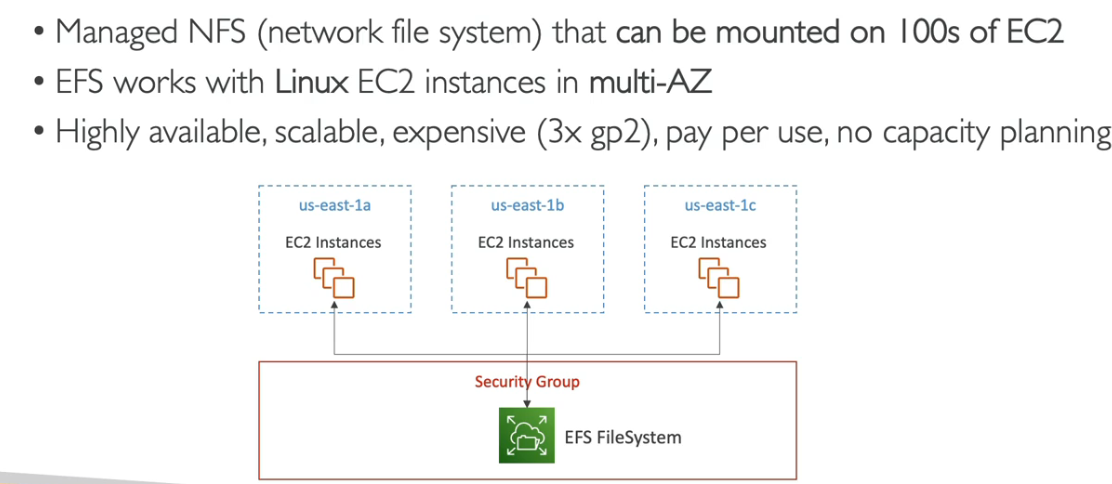 • Managed NFS (network file system) that can be mounted on 100s of EC2
• EFS works with Linux EC2 instances in multi-AZ
• Highly available, scalable, expensive (3x gp2), pay per use, no capacity planning
us-east-1a
us-east-1b
us-east-1c
EC2 Instances
EC2 Instances
EC2 Instances
Security Group
EFS FileSystem